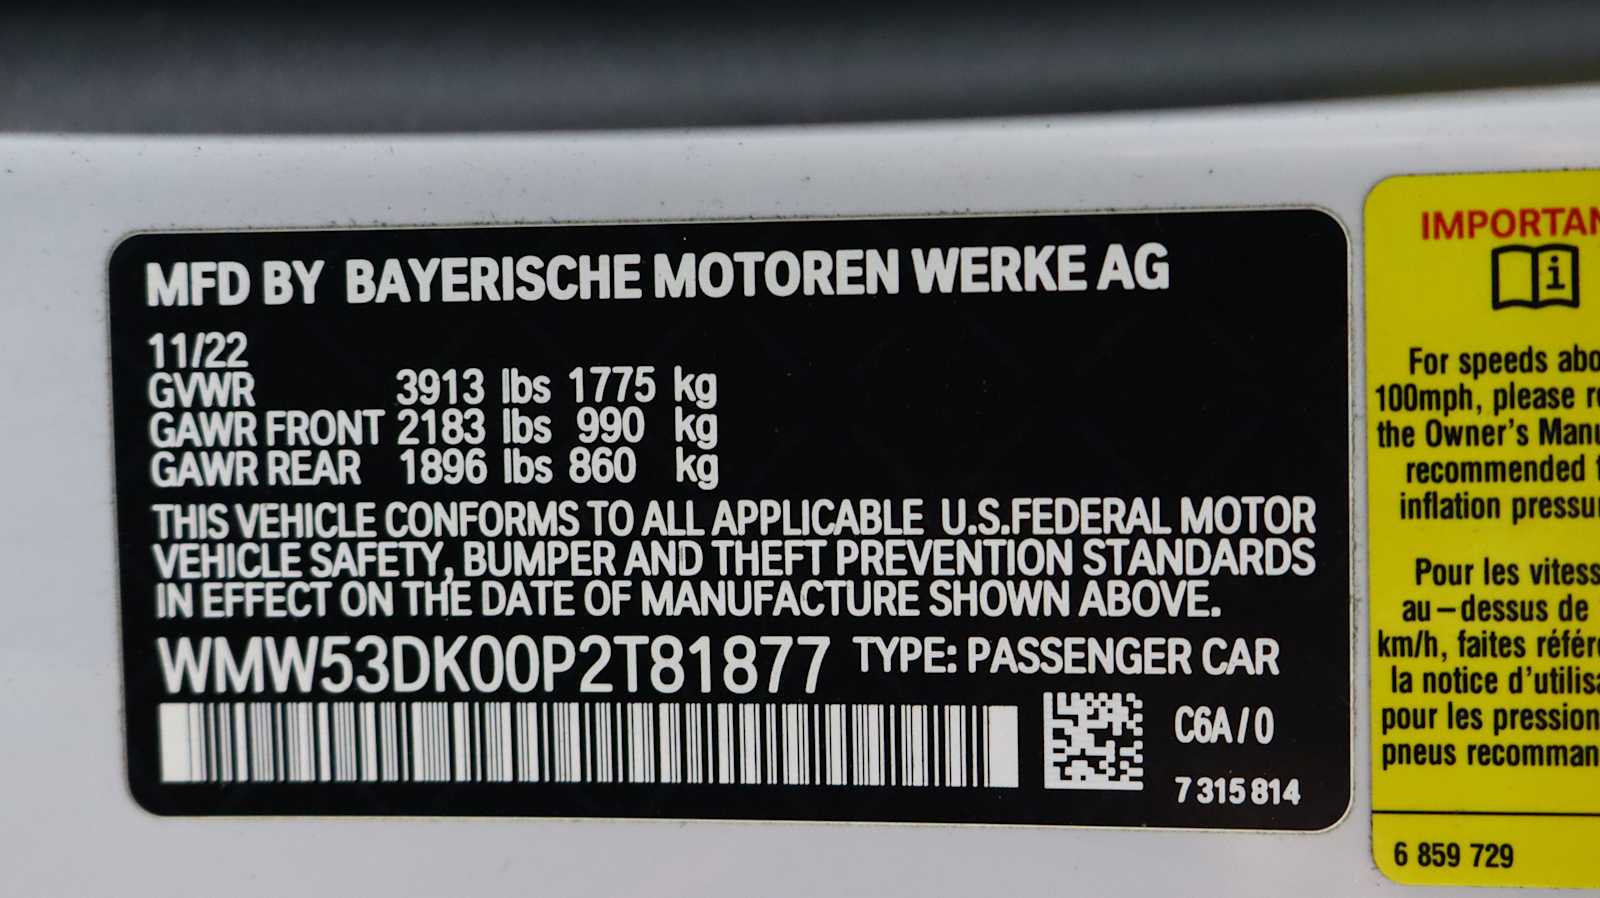 MFD BY BAYERISCHE MOTOREN WERKE AG
11/22
GVWR 3913 lbs 1775 kg
GAWR FRONT 2183 lbs 990 kg
GAWR REAR 1896 lbs 860 kg
THIS VEHICLE CONFORMS TO ALL APPLICABLE U.S.FEDERAL MOTOR
VEHICLE SAFETY, BUMPER AND THEFT PREVENTION STANDARDS
IN EFFECT ON THE DATE OF MANUFACTURE SHOWN ABOVE.
WMW53DK00P2T81877 TYPE: PASSENGER CAR
C6A/0
7 315 814
IMPORTAN
For speeds abo
100mph, please re
the Owner's Manu
recommended t
inflation pressu
Pour les vitess
au-dessus de
km/h, faites référe
la notice d'utilisa
pour les pression
pneus recomman
6 859 729